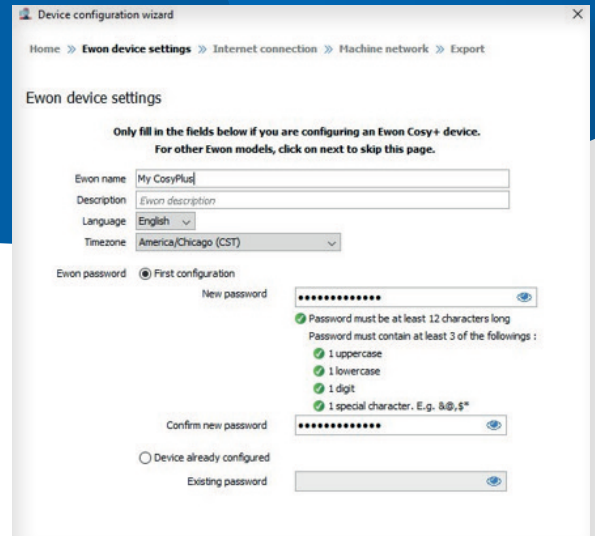 Device configuration wizard
Home » Ewon device settings » Internet connection » Machine network » Export
Ewon device settings
Only fill in the fields below if you are configuring an Ewon Cosy+ device.
For other Ewon models, click on next to skip this page.
Ewon name My CosyPlus
Description Ewon description
Language English
Timezone America/Chicago (CST)
Ewon password First configuration
New password •••••••••••••
Password must be at least 12 characters long
Password must contain at least 3 of the followings :
1 uppercase
1 lowercase
1 digit
1 special character. E.g. &@,$*
Confirm new password •••••••••••••
Device already configured
Existing password